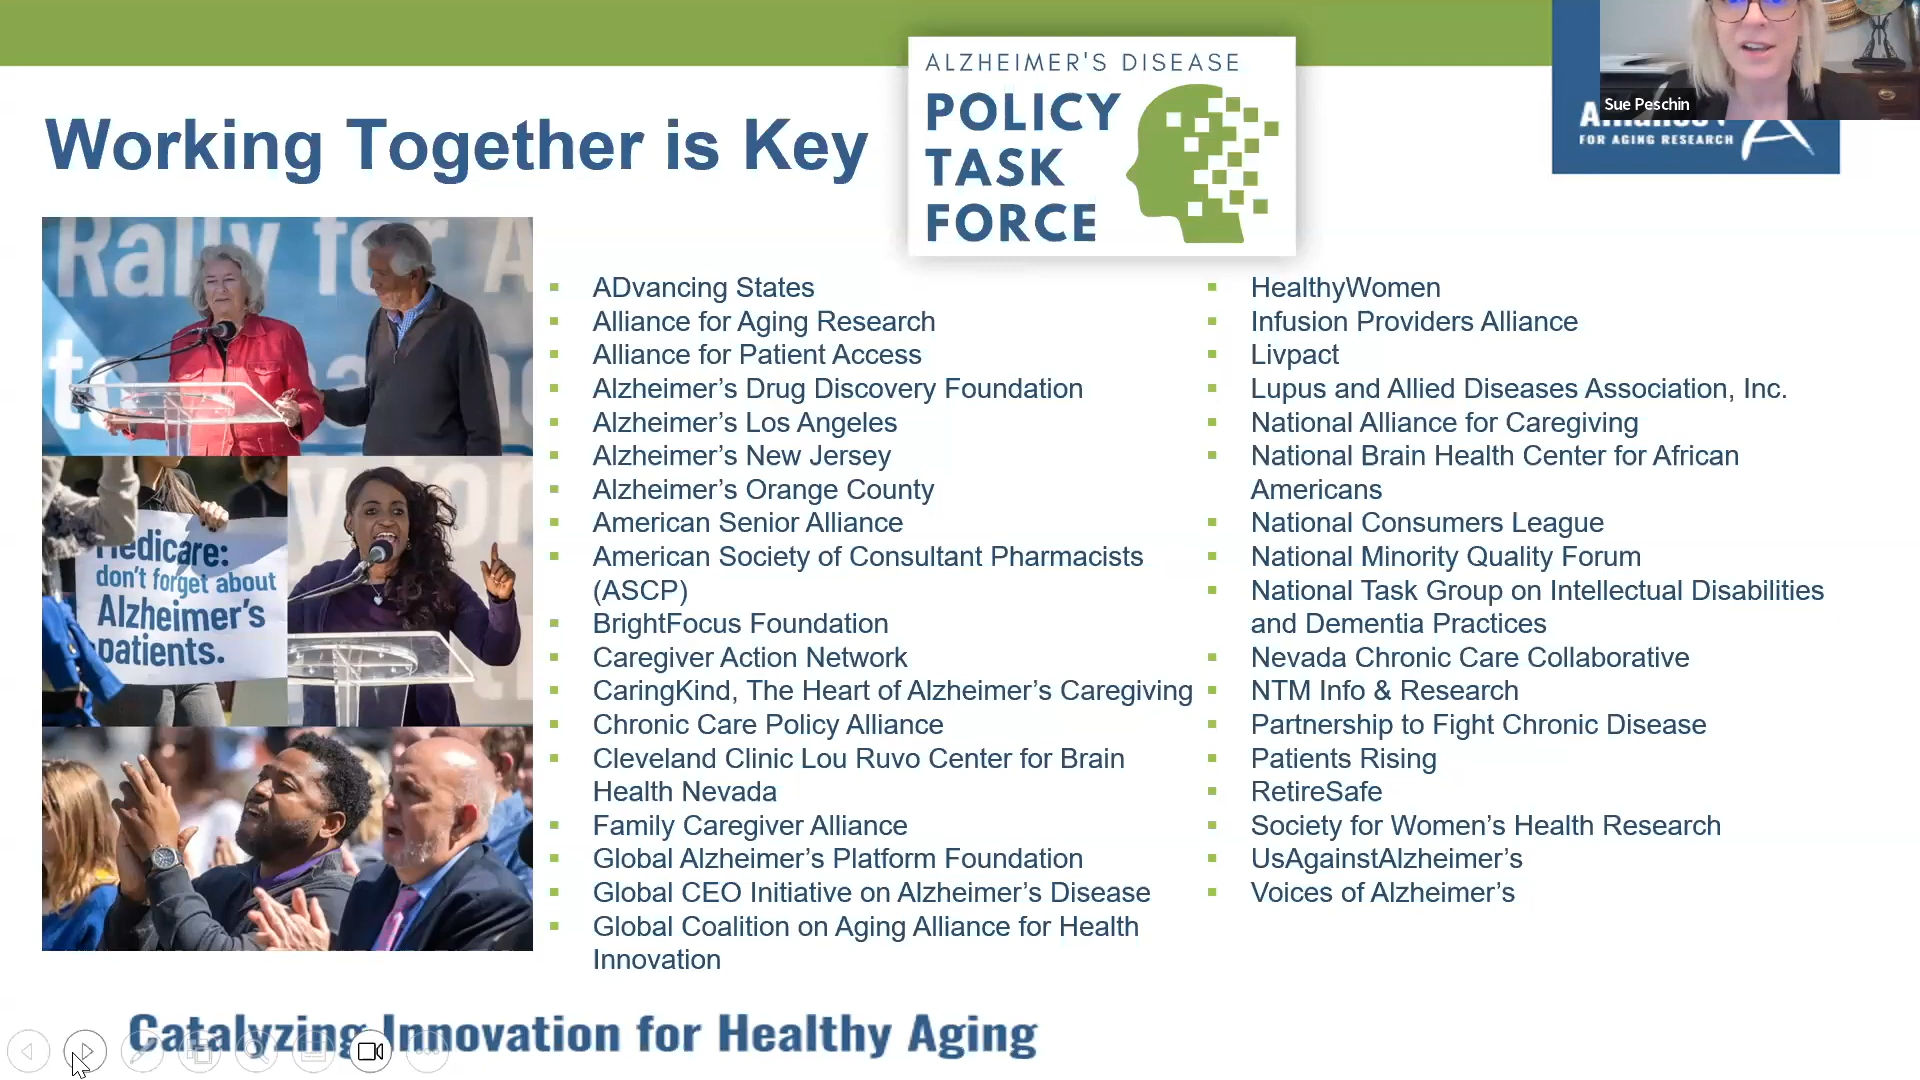 ALZHEIMER'S DISEASE
POLICY
TASK
FORCE
Sue Peschin
FOR AGING RESEARCH
Working Together is Key
Rally for A
Medicare:
don't forget about
Alzheimer's
patients.
ADvancing States
Alliance for Aging Research
Alliance for Patient Access
Alzheimer’s Drug Discovery Foundation
Alzheimer’s Los Angeles
Alzheimer’s New Jersey
Alzheimer’s Orange County
American Senior Alliance
American Society of Consultant Pharmacists
(ASCP)
BrightFocus Foundation
Caregiver Action Network
CaringKind, The Heart of Alzheimer’s Caregiving
Chronic Care Policy Alliance
Cleveland Clinic Lou Ruvo Center for Brain
Health Nevada
Family Caregiver Alliance
Global Alzheimer’s Platform Foundation
Global CEO Initiative on Alzheimer’s Disease
Global Coalition on Aging Alliance for Health
Innovation
HealthyWomen
Infusion Providers Alliance
Livpact
Lupus and Allied Diseases Association, Inc.
National Alliance for Caregiving
National Brain Health Center for African
Americans
National Consumers League
National Minority Quality Forum
National Task Group on Intellectual Disabilities
and Dementia Practices
Nevada Chronic Care Collaborative
NTM Info & Research
Partnership to Fight Chronic Disease
Patients Rising
RetireSafe
Society for Women’s Health Research
UsAgainstAlzheimer’s
Voices of Alzheimer’s
Catalyzing Innovation for Healthy Aging